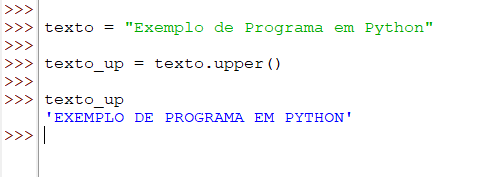 >>>
>>> texto = "Exemplo de Programa em Python"
>>>
>>> texto_up = texto.upper()
>>>
>>> texto_up
'EXEMPLO DE PROGRAMA EM PYTHON'
>>>